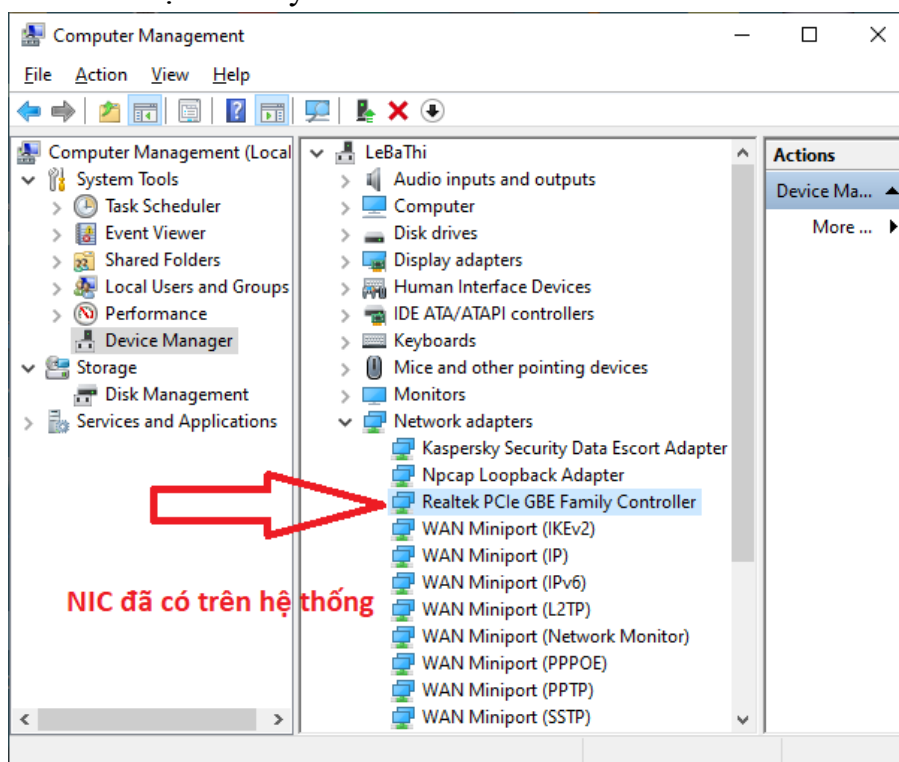 Computer Management
File Action View Help
Computer Management (Local
System Tools
Task Scheduler
Event Viewer
Shared Folders
Local Users and Groups
Performance
Device Manager
Storage
Disk Management
Services and Applications
LeBaThi
Audio inputs and outputs
Computer
Disk drives
Display adapters
Human Interface Devices
IDE ATA/ATAPI controllers
Keyboards
Mice and other pointing devices
Monitors
Network adapters
Kaspersky Security Data Escort Adapter
Npcap Loopback Adapter
Realtek PCIe GBE Family Controller
WAN Miniport (IKEv2)
WAN Miniport (IP)
WAN Miniport (IPv6)
WAN Miniport (L2TP)
WAN Miniport (Network Monitor)
WAN Miniport (PPPOE)
WAN Miniport (PPTP)
WAN Miniport (SSTP)
NIC đã có trên hệ thống
Actions
Device Ma...
More ...